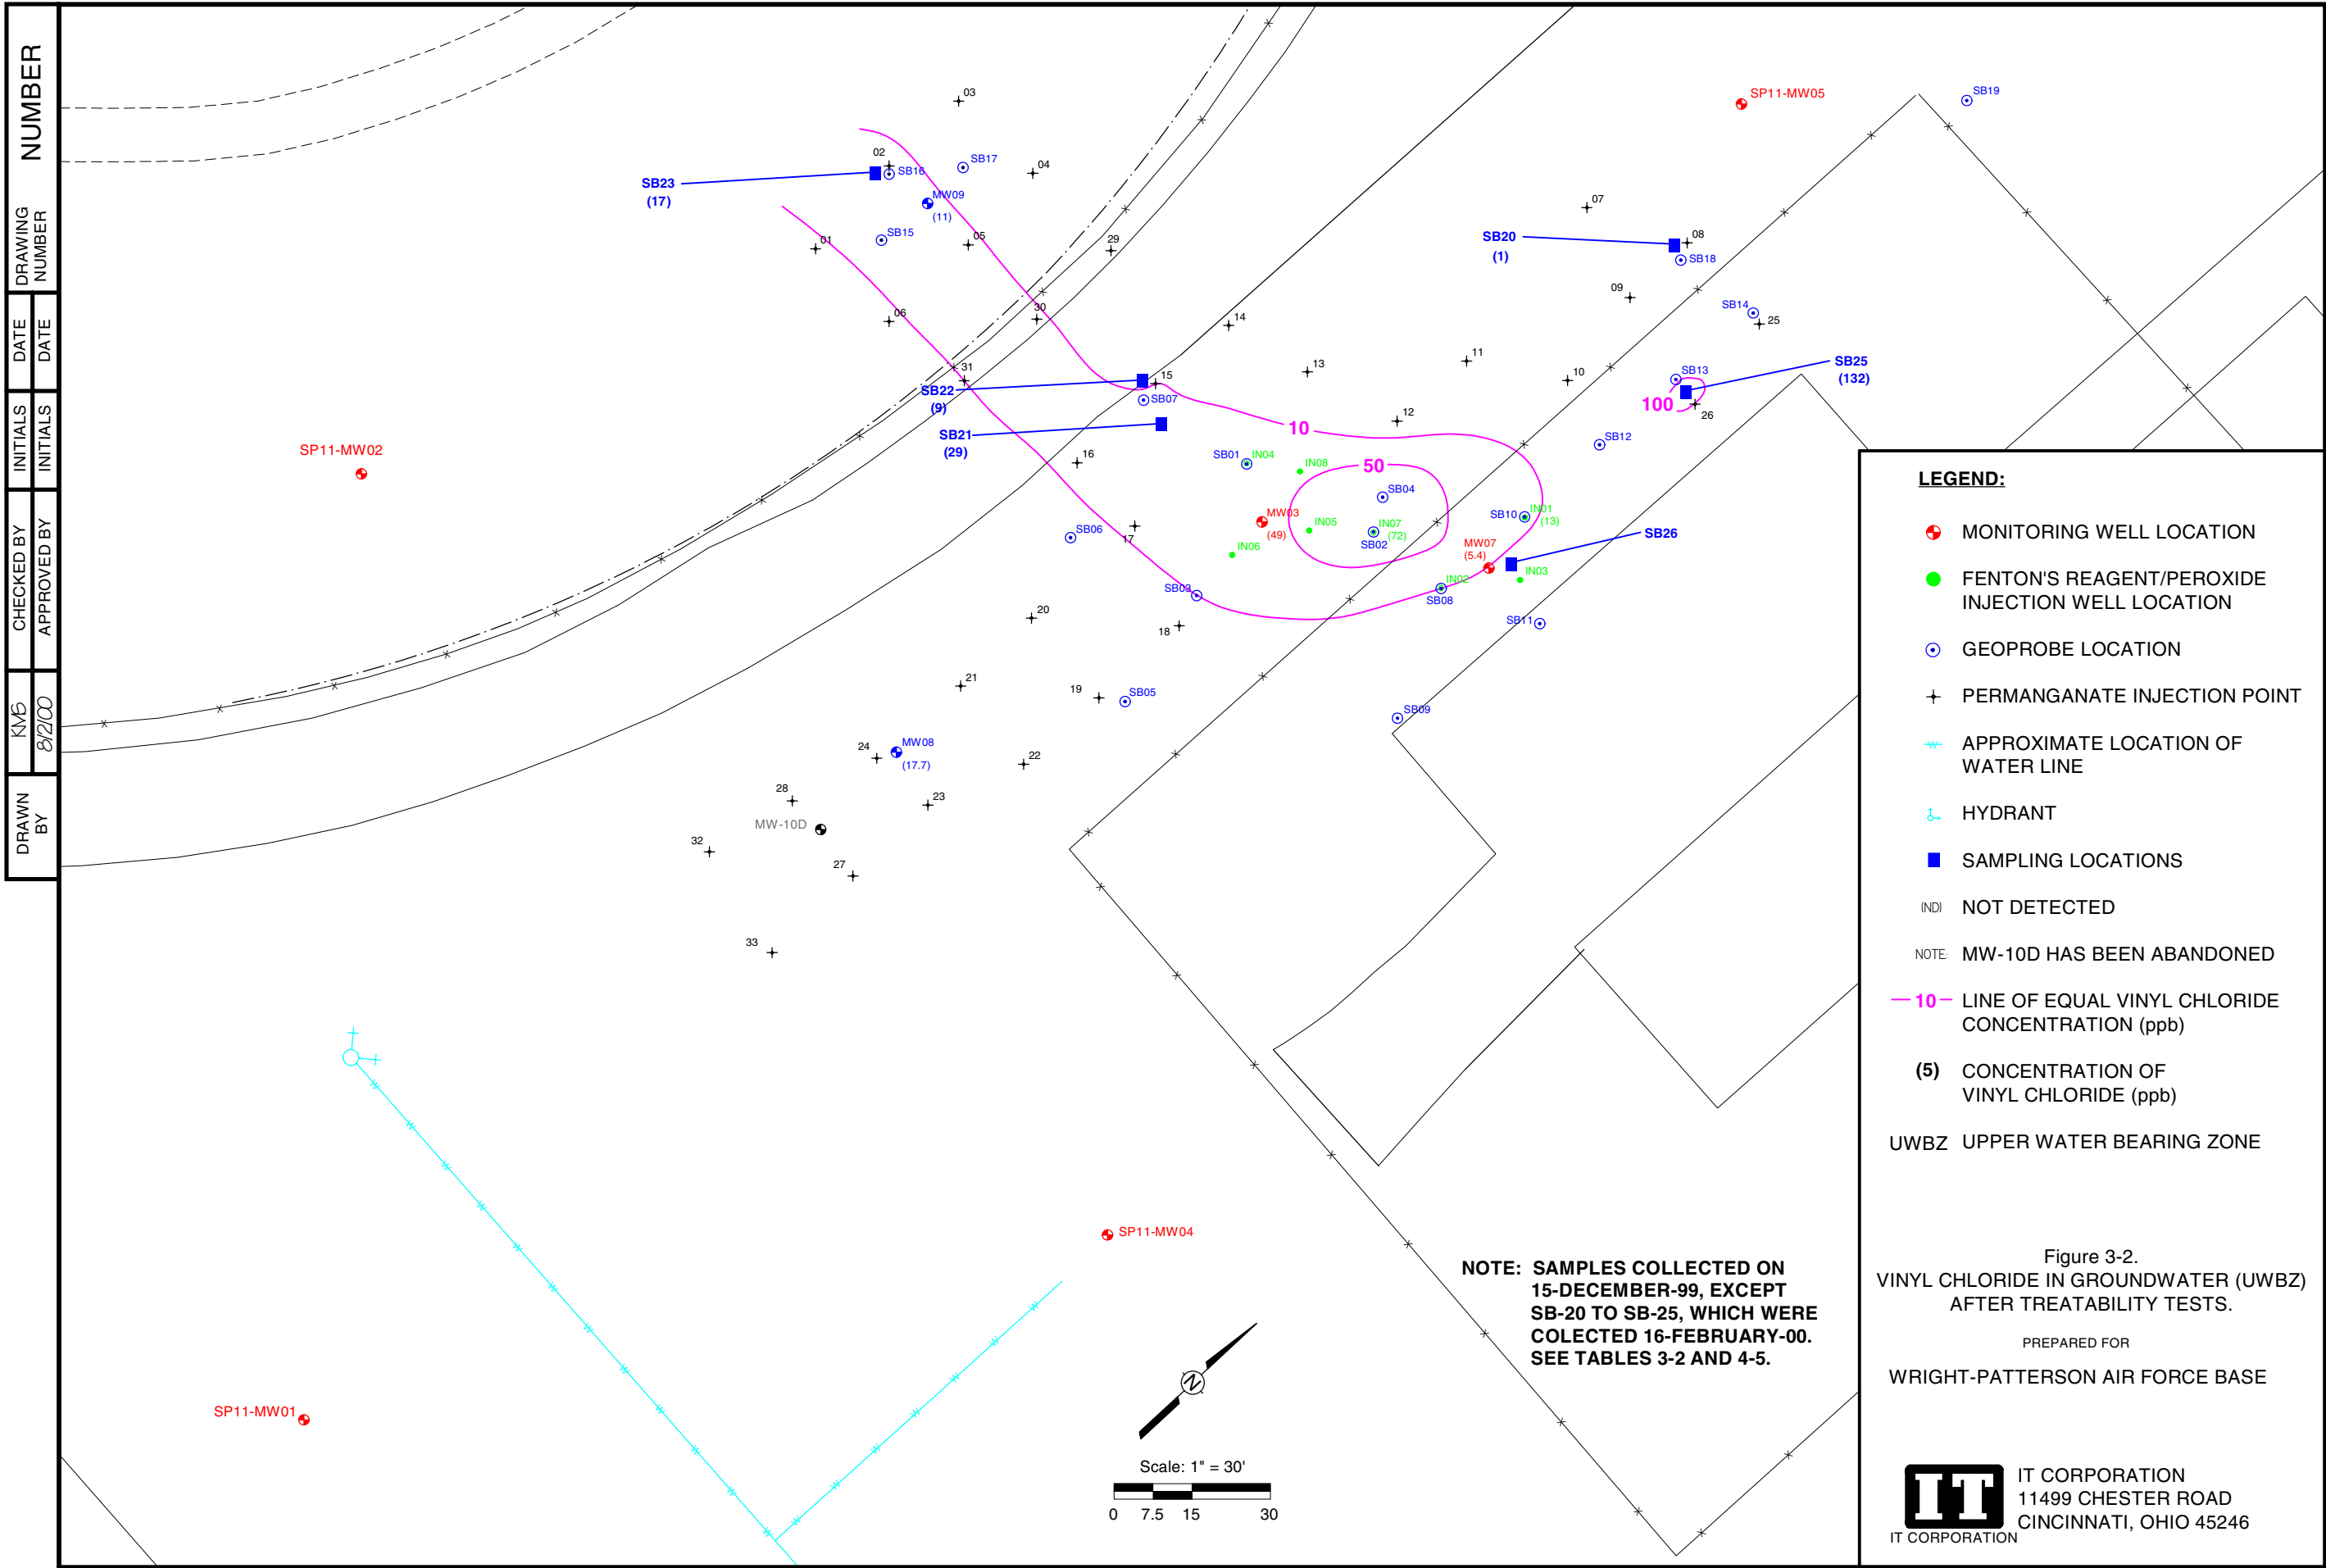 DRAWING NUMBER
NUMBER
DATE
DATE
INITIALS
INITIALS
CHECKED BY
APPROVED BY
KMS
8/2/00
DRAWN BY
03
02
SB16
SB17
04
SB23
(17)
MW09
(11)
SB15
01
05
29
06
30
31
SB22
(9)
SB21
(29)
15
SB07
14
13
12
11
10
09
07
08
SB20
(1)
SB18
SB14
25
SP11-MW05
SB19
SB25
(132)
SB13
100
26
SB12
SP11-MW02
10
50
16
17
SB06
SB01
IN04
IN08
SB04
MW03
(49)
IN05
IN07
(72)
SB02
IN06
SB10
IN01
(13)
MW07
(5.4)
SB26
IN03
IN02
SB08
SB03
SB11
20
18
21
19
SB05
SB09
24
MW08
(17.7)
22
28
23
MW-10D
32
27
33
SP11-MW04
SP11-MW01
NOTE: SAMPLES COLLECTED ON
15-DECEMBER-99, EXCEPT
SB-20 TO SB-25, WHICH WERE
COLECTED 16-FEBRUARY-00.
SEE TABLES 3-2 AND 4-5.
N
Scale: 1" = 30'
0 7.5 15 30
LEGEND:
MONITORING WELL LOCATION
FENTON'S REAGENT/PEROXIDE
INJECTION WELL LOCATION
GEOPROBE LOCATION
PERMANGANATE INJECTION POINT
APPROXIMATE LOCATION OF
WATER LINE
HYDRANT
SAMPLING LOCATIONS
(ND) NOT DETECTED
NOTE: MW-10D HAS BEEN ABANDONED
10 LINE OF EQUAL VINYL CHLORIDE
CONCENTRATION (ppb)
(5) CONCENTRATION OF
VINYL CHLORIDE (ppb)
UWBZ UPPER WATER BEARING ZONE
Figure 3-2.
VINYL CHLORIDE IN GROUNDWATER (UWBZ)
AFTER TREATABILITY TESTS.
PREPARED FOR
WRIGHT-PATTERSON AIR FORCE BASE
IT
IT CORPORATION
IT CORPORATION
11499 CHESTER ROAD
CINCINNATI, OHIO 45246